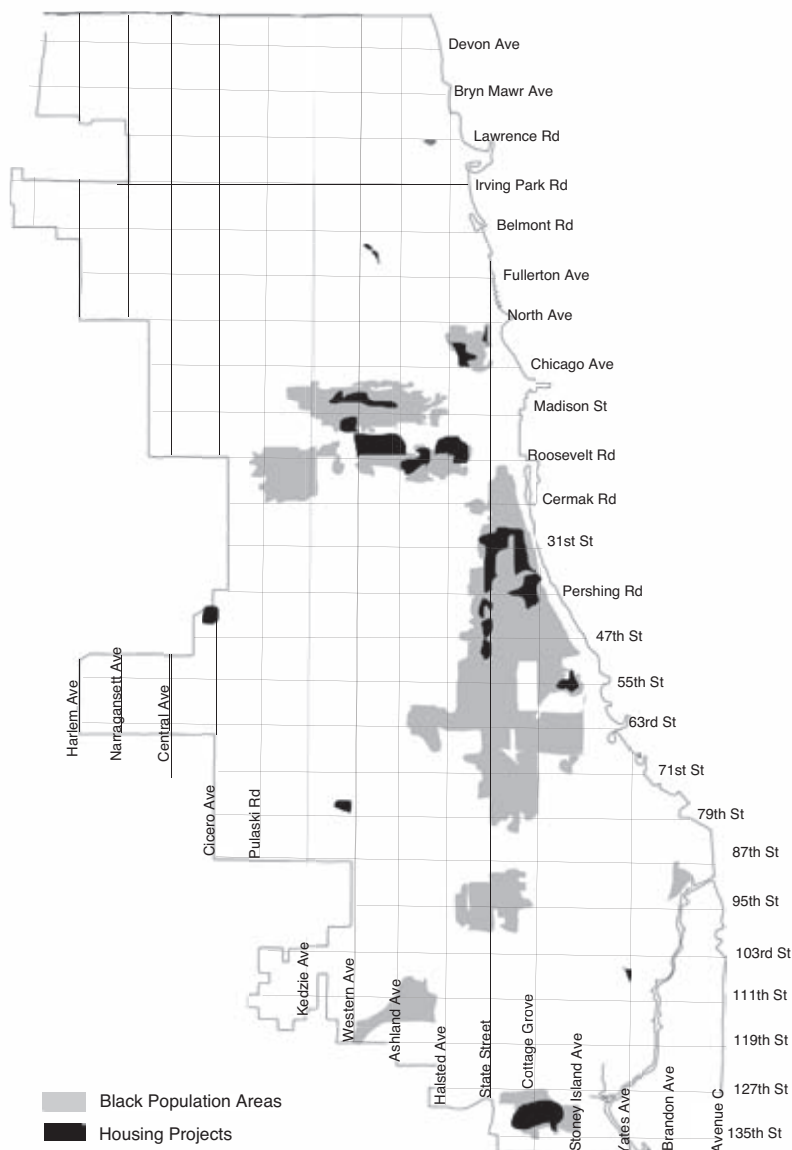 Devon Ave
Bryn Mawr Ave
Lawrence Rd
Irving Park Rd
Belmont Rd
Fullerton Ave
North Ave
Chicago Ave
Madison St
Roosevelt Rd
Cermak Rd
31st St
Pershing Rd
47th St
55th St
63rd St
71st St
79th St
87th St
95th St
103rd St
111th St
119th St
127th St
135th St
Harlem Ave
Narragansett Ave
Central Ave
Cicero Ave
Pulaski Rd
Kedzie Ave
Western Ave
Ashland Ave
Halsted Ave
State Street
Cottage Grove
Stoney Island Ave
Yates Ave
Brandon Ave
Avenue C
Black Population Areas
Housing Projects